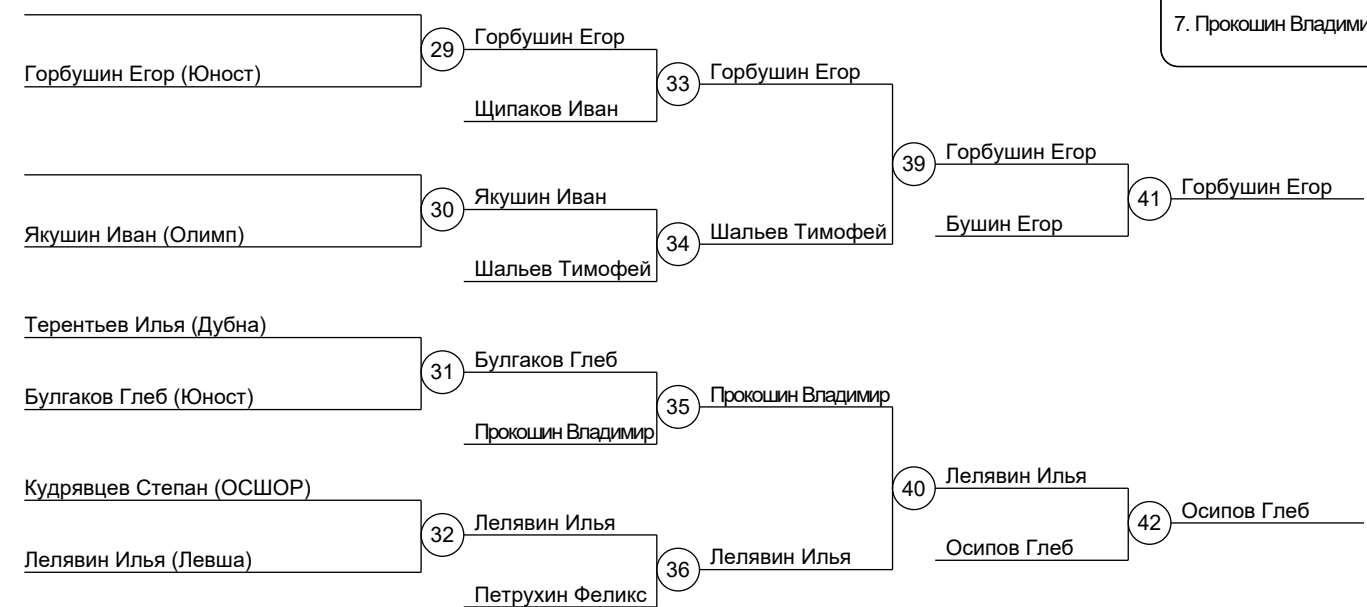 7. Прокошин Владими
29
Горбушин Егор
Горбушин Егор (Юност)
33
Горбушин Егор
Щипаков Иван
39
Горбушин Егор
30
Якушин Иван
41
Горбушин Егор
Якушин Иван (Олимп)
34
Шальев Тимофей
Бушин Егор
Шальев Тимофей
Терентьев Илья (Дубна)
31
Булгаков Глеб
Булгаков Глеб (Юност)
35
Прокошин Владимир
Прокошин Владимир
40
Лелявин Илья
Кудрявцев Степан (ОСШОР)
32
Лелявин Илья
42
Осипов Глеб
Лелявин Илья (Левша)
36
Лелявин Илья
Осипов Глеб
Петрухин Феликс